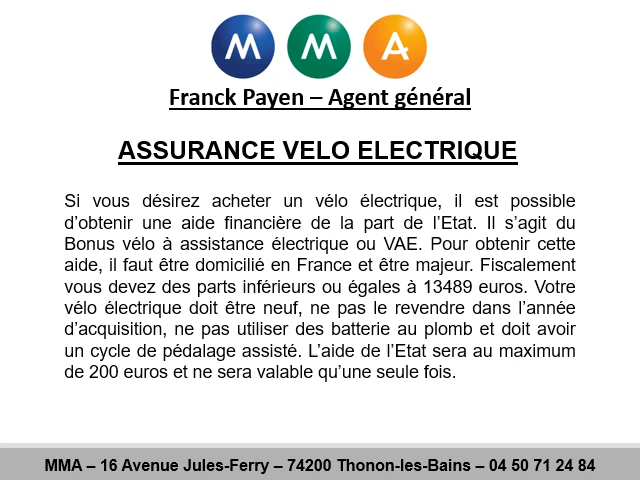 MMA
Franck Payen – Agent général
ASSURANCE VELO ELECTRIQUE
Si vous désirez acheter un vélo électrique, il est possible
d’obtenir une aide financière de la part de l’Etat. Il s’agit du
Bonus vélo à assistance électrique ou VAE. Pour obtenir cette
aide, il faut être domicilié en France et être majeur. Fiscalement
vous devez des parts inférieurs ou égales à 13489 euros. Votre
vélo électrique doit être neuf, ne pas le revendre dans l’année
d’acquisition, ne pas utiliser des batterie au plomb et doit avoir
un cycle de pédalage assisté. L’aide de l’Etat sera au maximum
de 200 euros et ne sera valable qu’une seule fois.
MMA – 16 Avenue Jules-Ferry – 74200 Thonon-les-Bains – 04 50 71 24 84